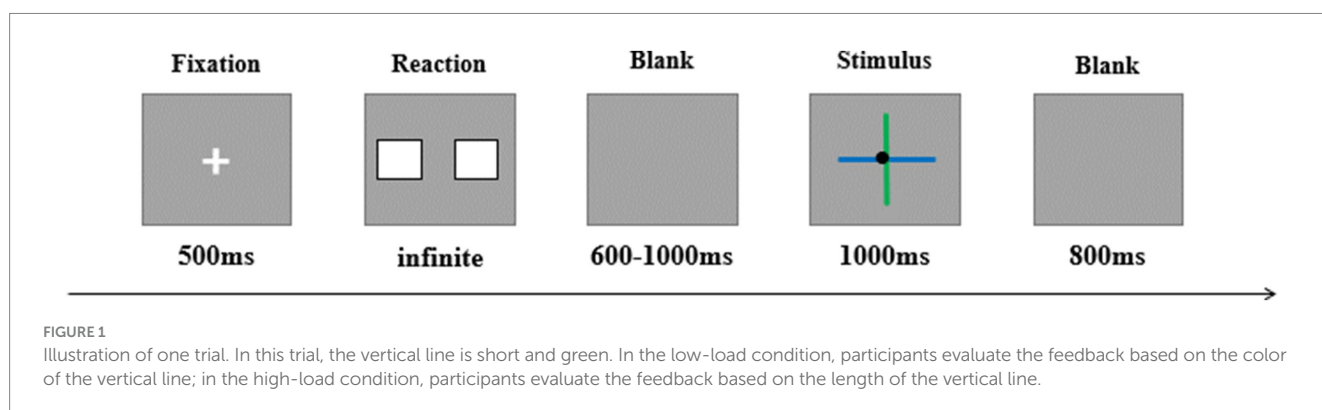 Fixation
Reaction
Blank
Stimulus
Blank
500ms
infinite
600-1000ms
1000ms
800ms
FIGURE 1
Illustration of one trial. In this trial, the vertical line is short and green. In the low-load condition, participants evaluate the feedback based on the color
of the vertical line; in the high-load condition, participants evaluate the feedback based on the length of the vertical line.